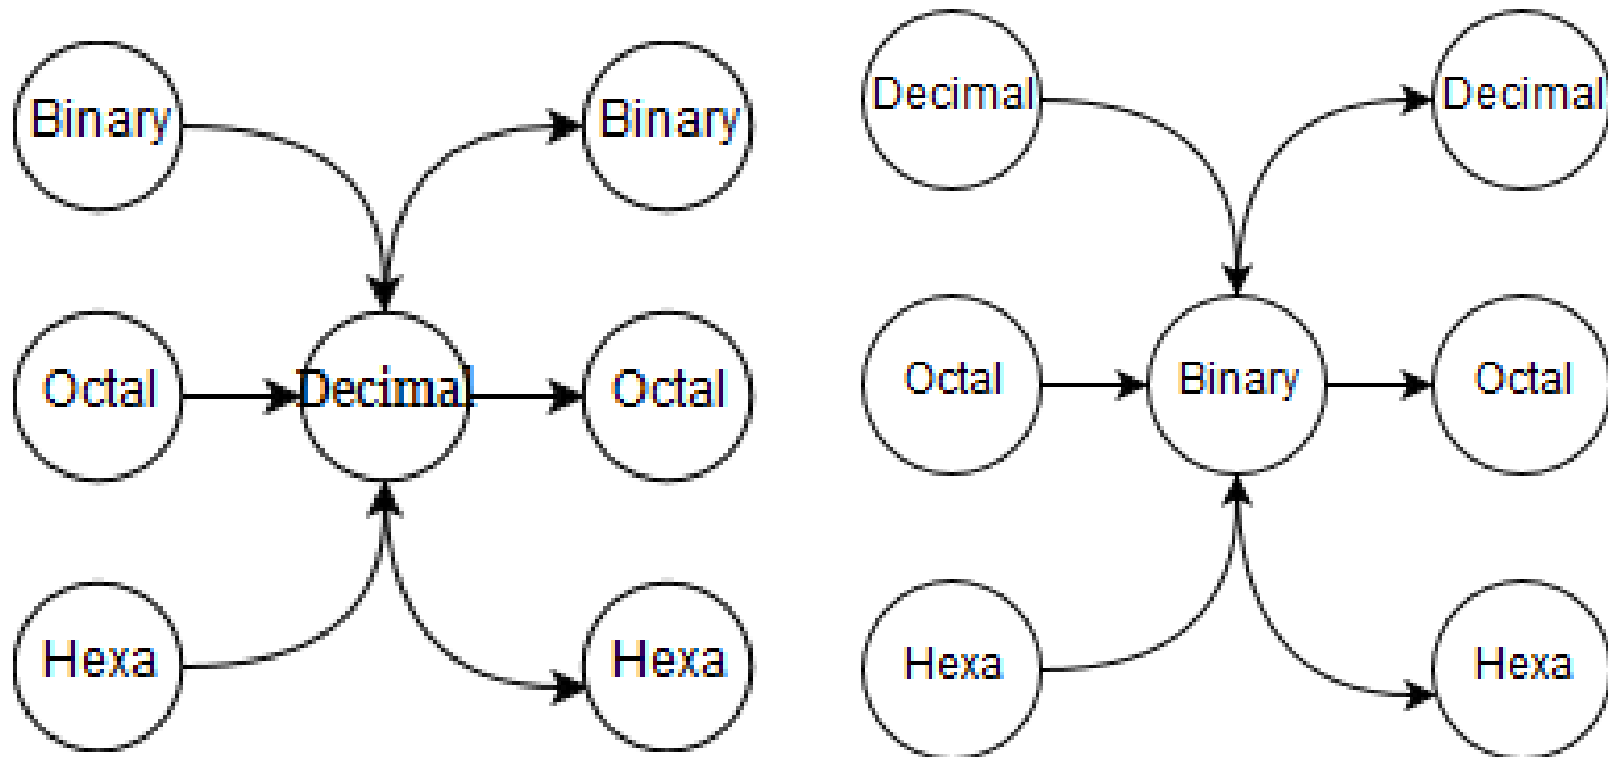 Binary
Binary
Octal
Decimal
Octal
Hexa
Hexa
Decimal
Decimal
Octal
Binary
Octal
Hexa
Hexa